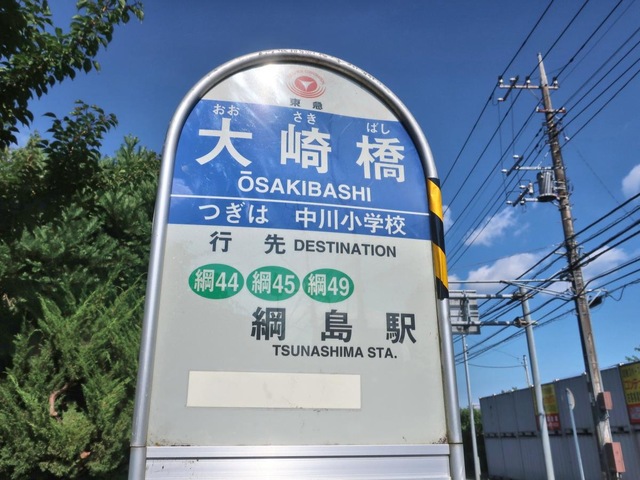 東急
おお さき ばし
大崎橋
ŌSAKIBASHI
つぎは 中川小学校
行先 DESTINATION
綱44 綱45 綱49
綱島駅
TSUNASHIMA STA.